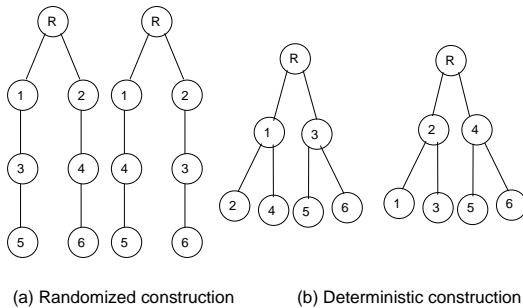 R R
1 2 1 2
3 4 4 3
5 6 5 6
R R
1 3 2 4
2 4 5 6 1 3 5 6
(a) Randomized construction (b) Deterministic construction